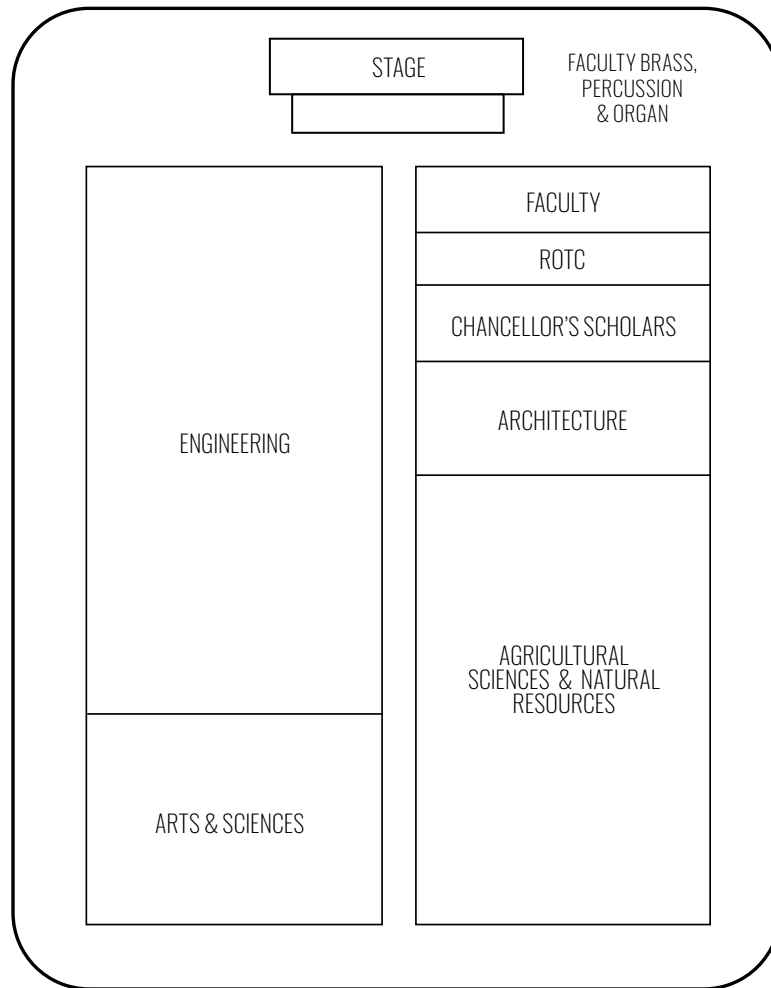 STAGE
FACULTY BRASS,
PERCUSSION
& ORGAN
FACULTY
ROTC
CHANCELLOR'S SCHOLARS
ARCHITECTURE
ENGINEERING
AGRICULTURAL
SCIENCES & NATURAL
RESOURCES
ARTS & SCIENCES